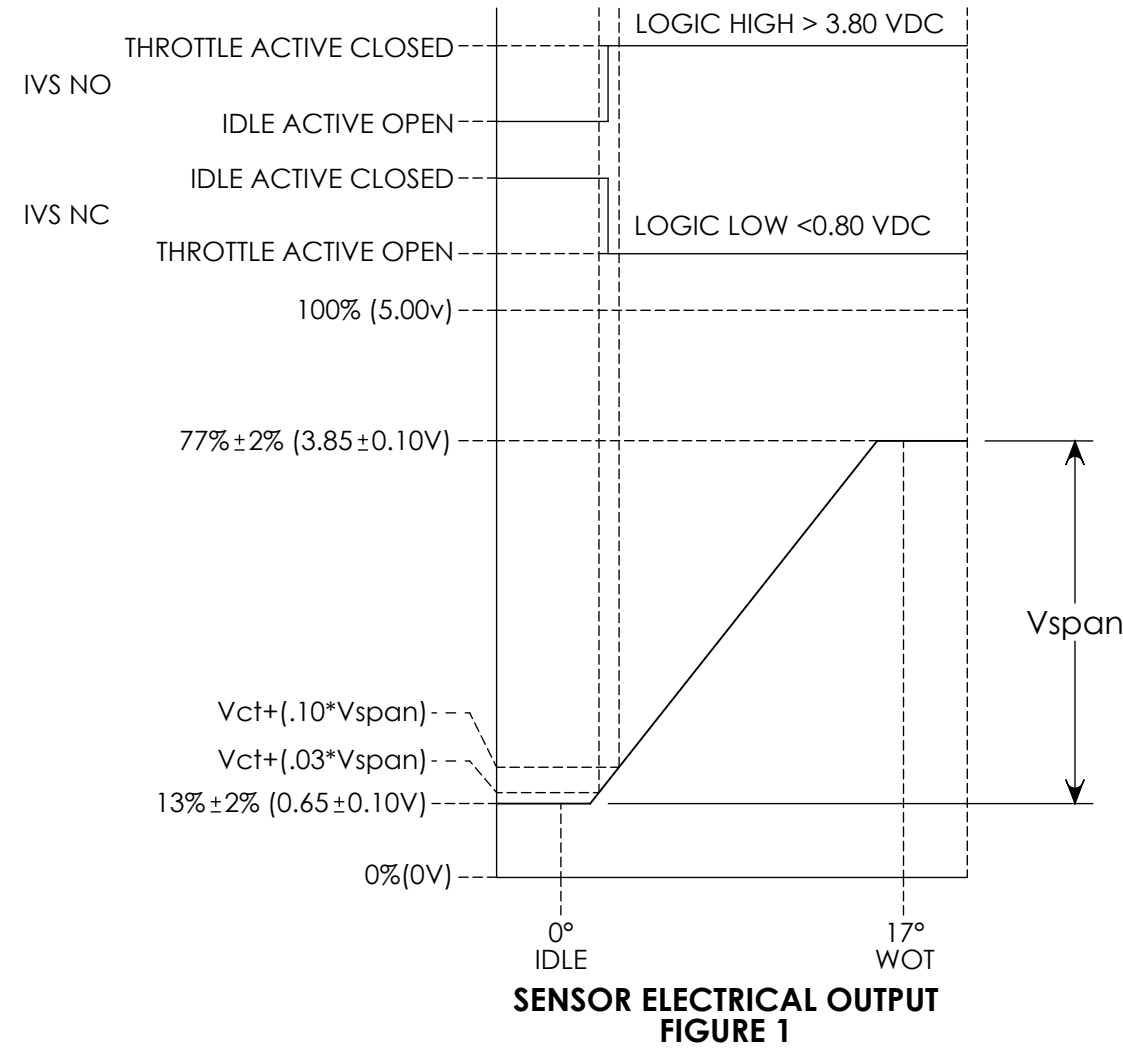 LOGIC HIGH > 3.80 VDC
THROTTLE ACTIVE CLOSED
IVS NO
IDLE ACTIVE OPEN
IDLE ACTIVE CLOSED
IVS NC
LOGIC LOW <0.80 VDC
THROTTLE ACTIVE OPEN
100% (5.00v)
77%±2% (3.85±0.10V)
Vspan
Vct+(.10*Vspan)
Vct+(.03*Vspan)
13%±2% (0.65±0.10V)
0%(0V)
0°
IDLE
17°
WOT
SENSOR ELECTRICAL OUTPUT
FIGURE 1